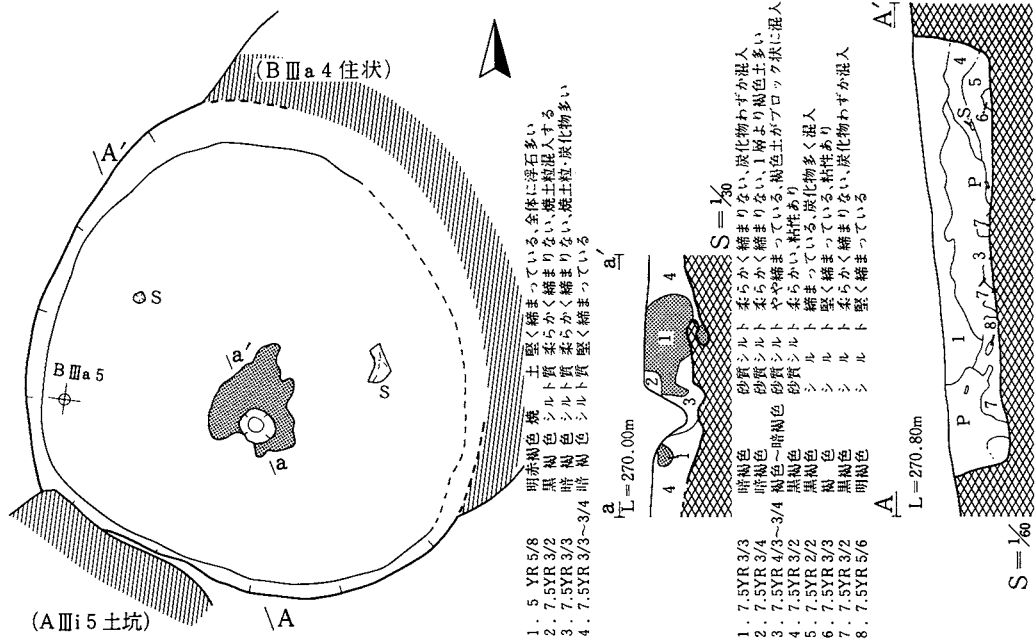 (BⅢa4住状)
A′
S
BⅢa5
a′
S
a
(AⅢi5土坑)
A
1. 5 YR 5/8 明赤褐色 焼土 堅く締まっている、全体に浮石多い
2. 7.5YR 3/2 黒褐色 シルト質 柔らかく締まりない、焼土粒混入する
3. 7.5YR 3/3 暗褐色 シルト質 柔らかく締まりない、焼土粒・炭化物多い
4. 7.5YR 3/3~3/4 暗褐色 シルト質 堅く締まっている
a
a′
L=270.00m
4
1
3
2
1
4
S=1/30
1. 7.5YR 3/3 暗褐色 砂質シルト 柔らかく締まりない、炭化物わずか混入
2. 7.5YR 3/4 暗褐色 砂質シルト 柔らかく締まりない、1層より褐色土多い
3. 7.5YR 4/3~3/4 褐色~暗褐色 砂質シルト やや締まっている、褐色土がブロック状に混入
4. 7.5YR 3/2 黒褐色 砂質シルト 柔らかい、粘性あり
5. 7.5YR 2/2 黒褐色 シルト 締まっている、炭化物多く混入
6. 7.5YR 3/3 褐色 シルト 堅く締まっている、粘性あり
7. 7.5YR 3/2 黒褐色 シルト 柔らかく締まりない、炭化物わずか混入
8. 7.5YR 5/6 明褐色 シルト 堅く締まっている
A
A′
L=270.80m
P
1
7
8
7
3
7
P
S
6
5
4
S=1/60